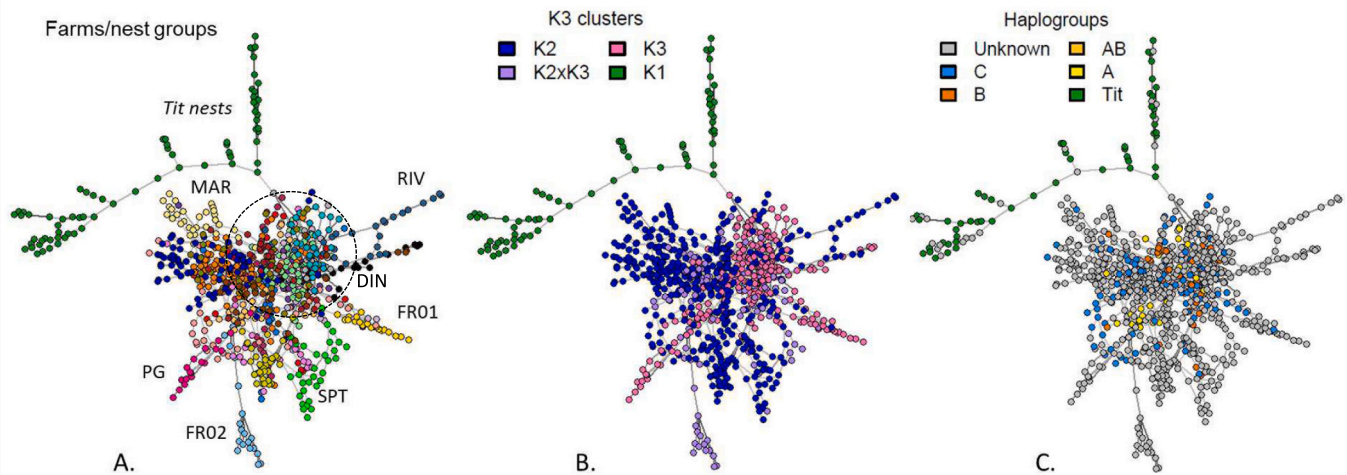 Farms/nest groups
Tit nests
MAR
RIV
DIN
FR01
PG
SPT
FR02
A.
K3 clusters
K2 K3
K2xK3 K1
B.
Haplogroups
Unknown AB
C A
B Tit
C.